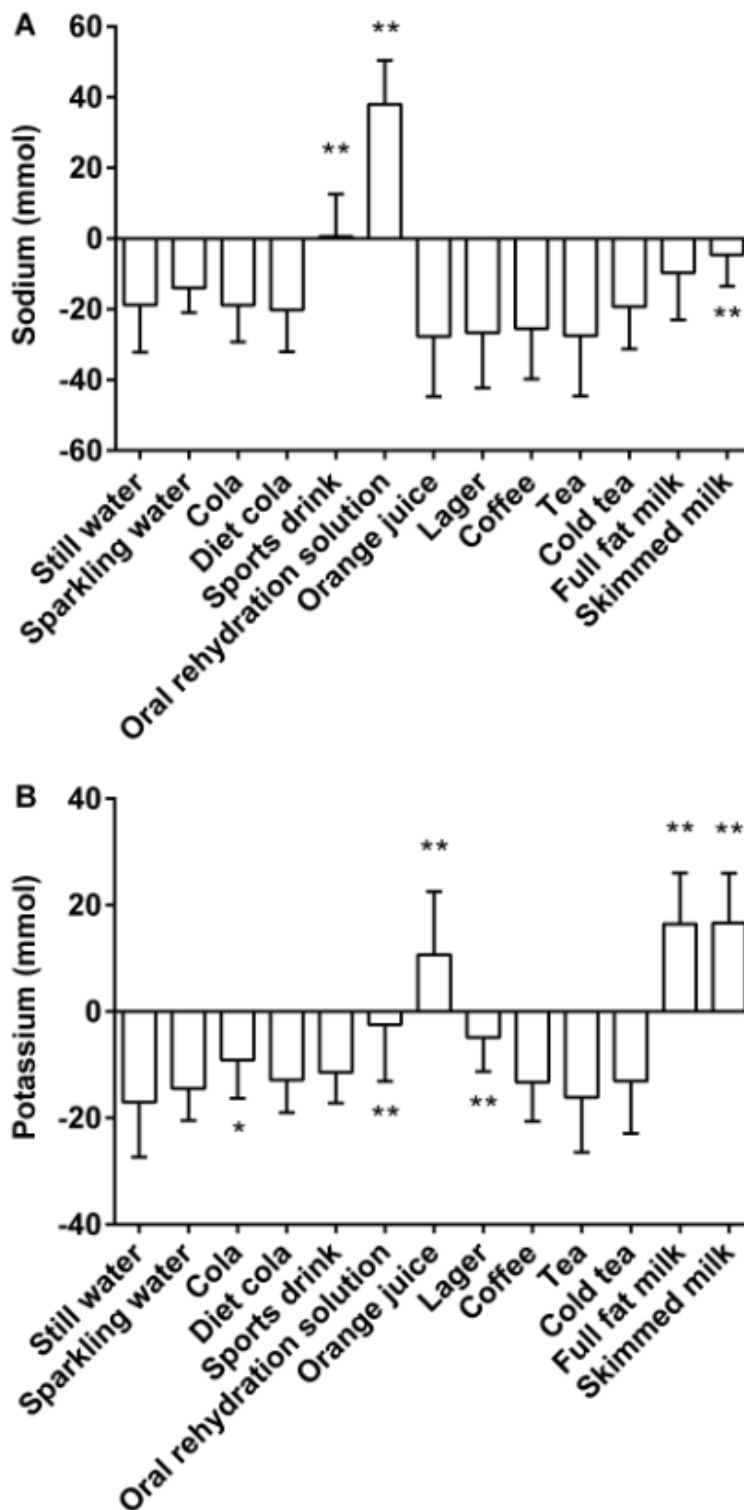 A
Sodium (mmol)
60
40
20
0
-20
-40
-60
**
**
**
Still water
Sparkling water
Cola
Diet cola
Sports drink
Oral rehydration solution
Orange juice
Lager
Coffee
Tea
Cold tea
Full fat milk
Skimmed milk
B
Potassium (mmol)
40
20
0
-20
-40
*
**
**
**
**
**
Still water
Sparkling water
Cola
Diet cola
Sports drink
Oral rehydration solution
Orange juice
Lager
Coffee
Tea
Cold tea
Full fat milk
Skimmed milk